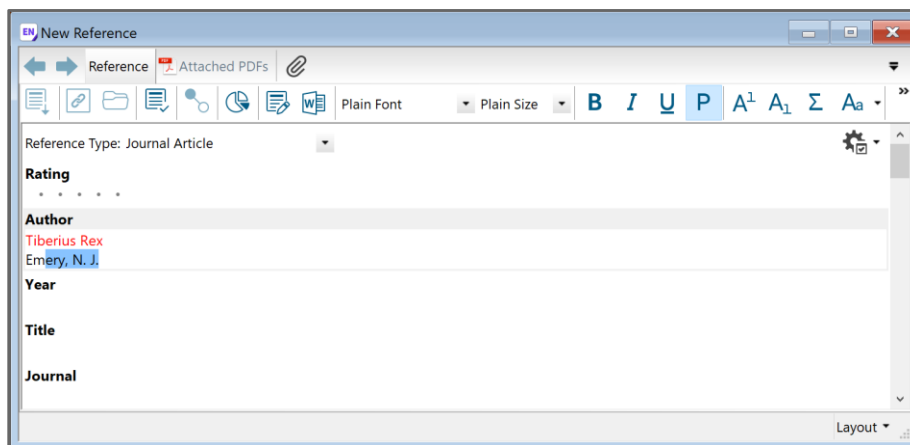 EN New Reference
Reference Attached PDFs
Plain Font Plain Size B I U P A¹ A₁ Σ Aa »
Reference Type: Journal Article
Rating
Author
Tiberius Rex
Emery, N. J.
Year
Title
Journal
Layout